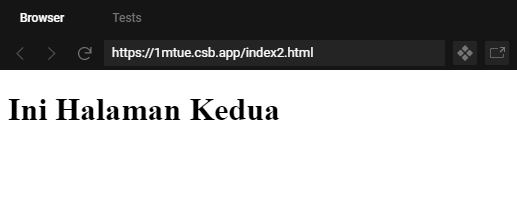 Browser Tests
https://1mtue.csb.app/index2.html
Ini Halaman Kedua